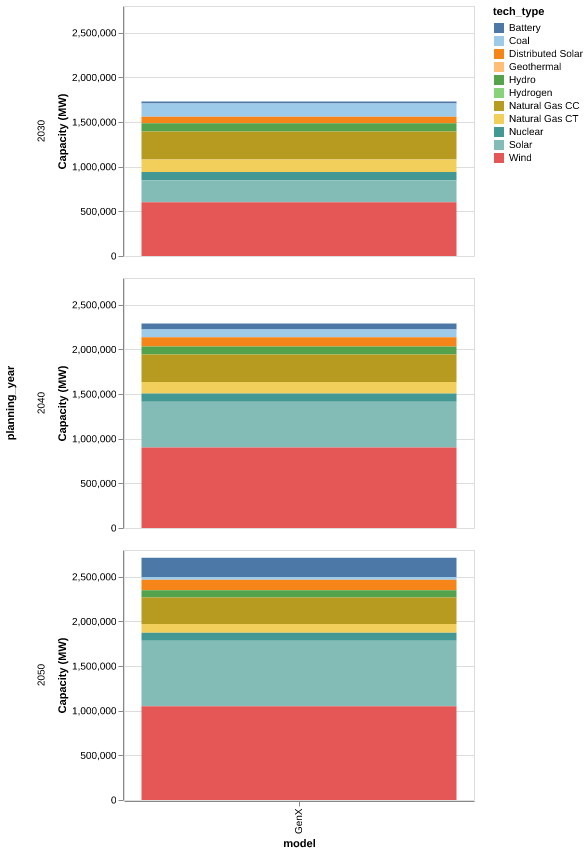 tech_type
Battery
Coal
Distributed Solar
Geothermal
Hydro
Hydrogen
Natural Gas CC
Natural Gas CT
Nuclear
Solar
Wind
planning_year
2030
Capacity (MW)
2,500,000
2,000,000
1,500,000
1,000,000
500,000
0
2040
Capacity (MW)
2,500,000
2,000,000
1,500,000
1,000,000
500,000
0
2050
Capacity (MW)
2,500,000
2,000,000
1,500,000
1,000,000
500,000
0
GenX
model